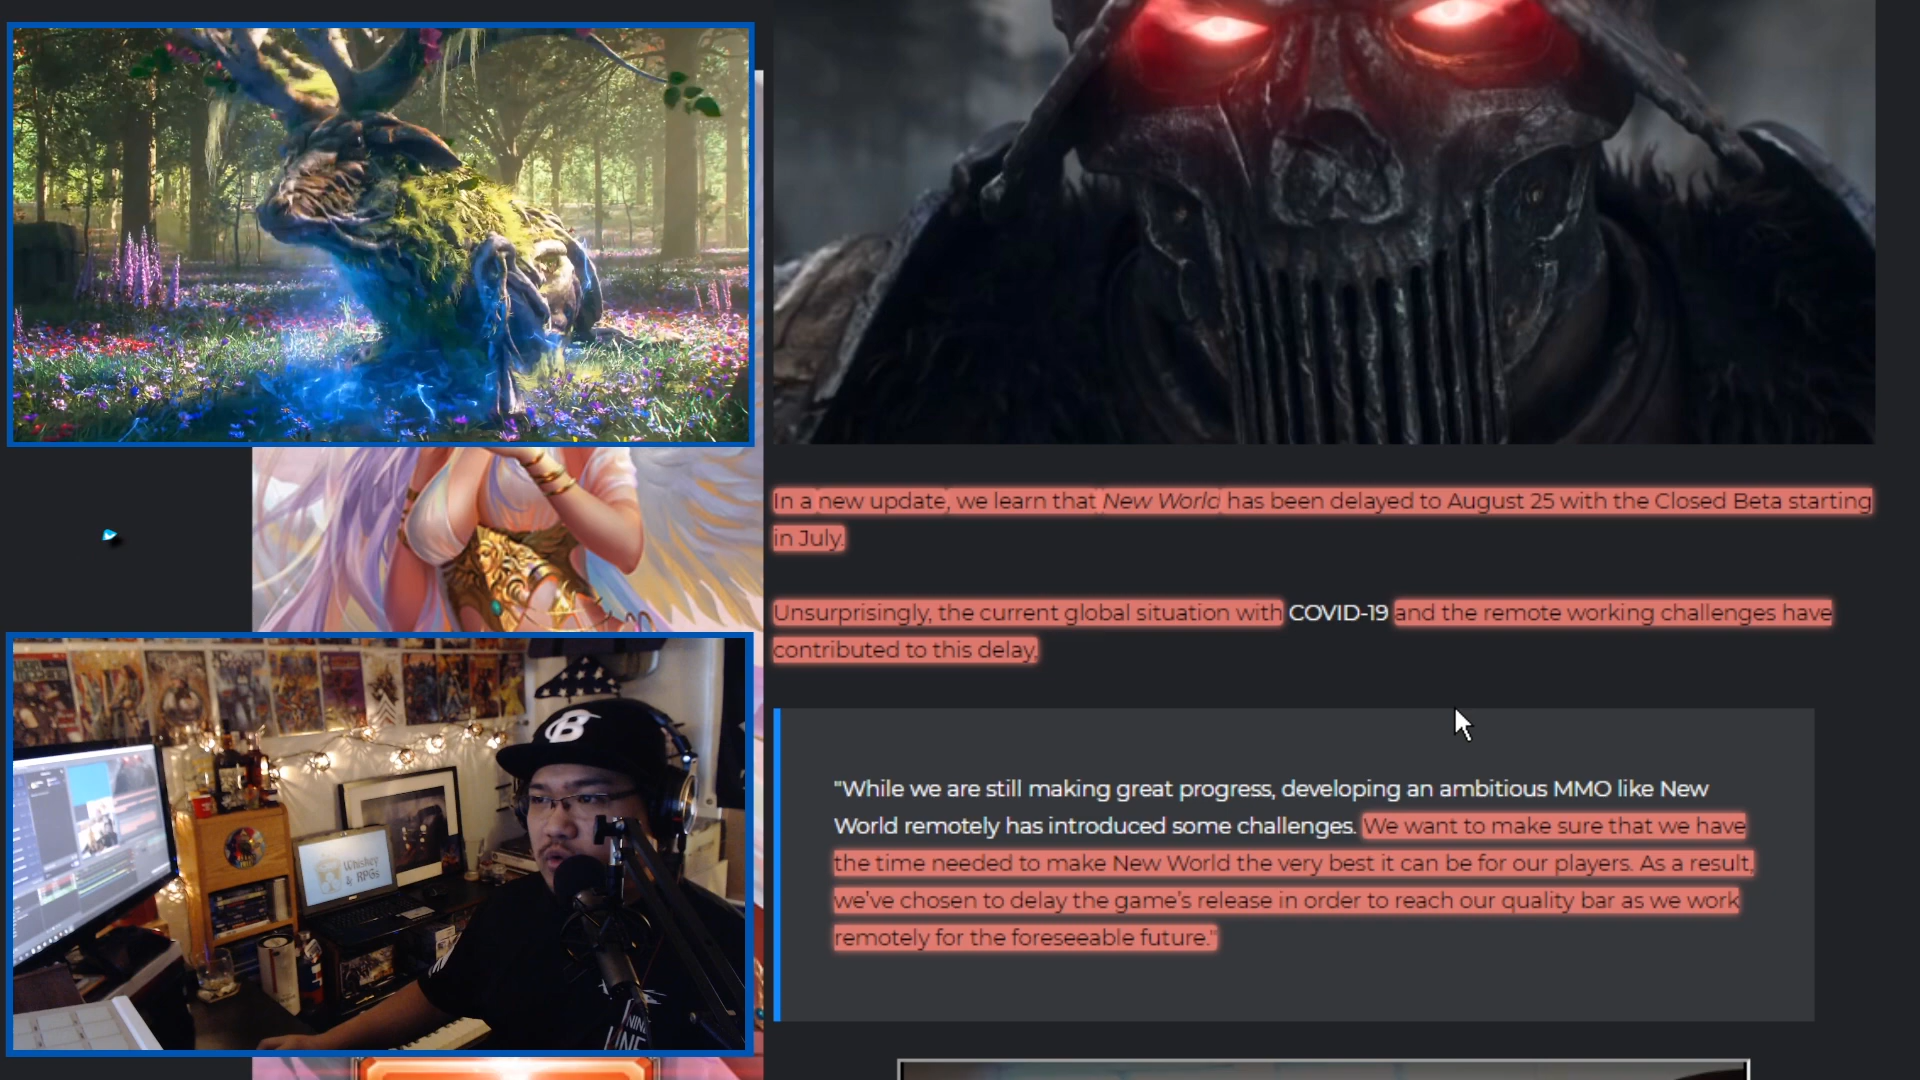 In a new update, we learn that New World has been delayed to August 25 with the Closed Beta starting
in July.
Unsurprisingly, the current global situation with COVID-19 and the remote working challenges have
contributed to this delay.
"While we are still making great progress, developing an ambitious MMO like New
World remotely has introduced some challenges. We want to make sure that we have
the time needed to make New World the very best it can be for our players. As a result,
we've chosen to delay the game's release in order to reach our quality bar as we work
remotely for the foreseeable future."
B
Whiskey
& RPGs